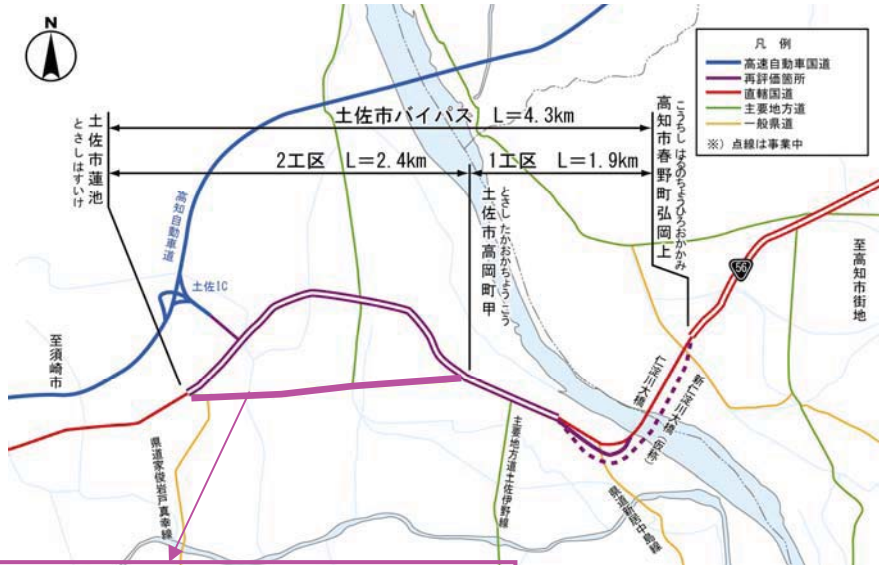 N
凡 例
高速自動車国道
再評価箇所
直轄国道
主要地方道
一般県道
※）点線は事業中
土佐市バイパス L=4.3km
2工区 L=2.4km
1工区 L=1.9km
土佐市蓮池
とさしはすいけ
高知市春野町弘岡上
こうちし はるのちょうひろおかかみ
土佐市高岡町甲
とさし たかおかちょう こう
高知自動車道
土佐IC
56
至高知市街地
至須崎市
仁淀川大橋
新仁淀川大橋（仮称）
県道家俊岩戸真幸線
主要地方道土佐伊野線
県道新居中島線